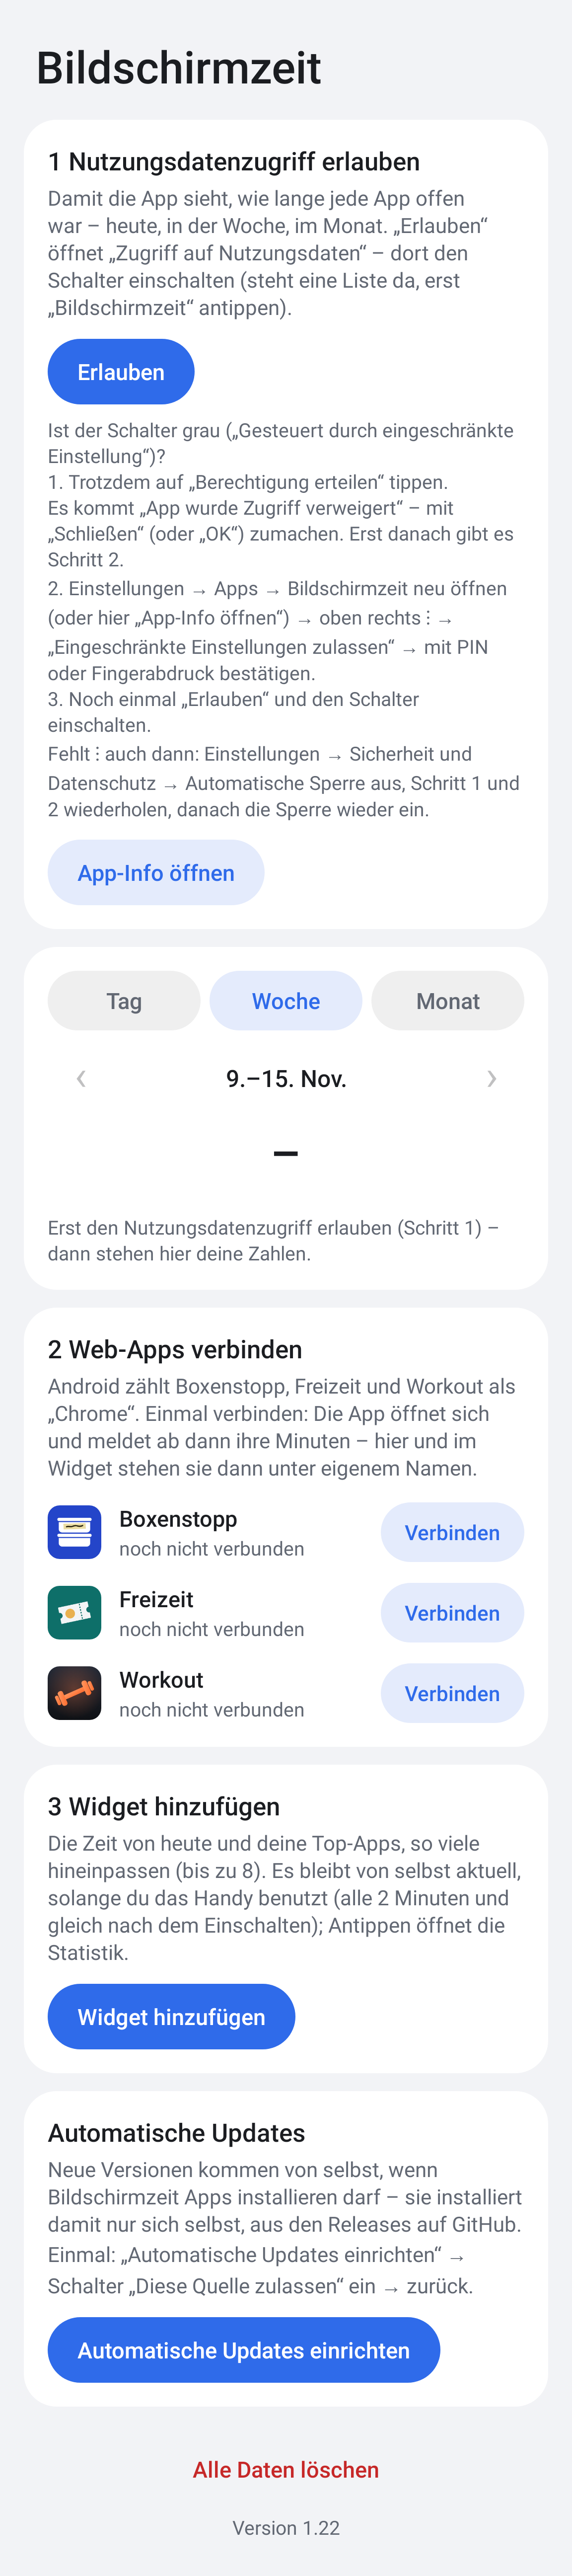 Bildschirmzeit
1 Nutzungsdatenzugriff erlauben
Damit die App sieht, wie lange jede App offen
war – heute, in der Woche, im Monat. „Erlauben“
öffnet „Zugriff auf Nutzungsdaten“ – dort den
Schalter einschalten (steht eine Liste da, erst
„Bildschirmzeit“ antippen).
Erlauben
Ist der Schalter grau („Gesteuert durch eingeschränkte
Einstellung“)?
1. Trotzdem auf „Berechtigung erteilen“ tippen.
Es kommt „App wurde Zugriff verweigert“ – mit
„Schließen“ (oder „OK“) zumachen. Erst danach gibt es
Schritt 2.
2. Einstellungen → Apps → Bildschirmzeit neu öffnen
(oder hier „App-Info öffnen“) → oben rechts ⋮ →
„Eingeschränkte Einstellungen zulassen“ → mit PIN
oder Fingerabdruck bestätigen.
3. Noch einmal „Erlauben“ und den Schalter
einschalten.
Fehlt ⋮ auch dann: Einstellungen → Sicherheit und
Datenschutz → Automatische Sperre aus, Schritt 1 und
2 wiederholen, danach die Sperre wieder ein.
App-Info öffnen
Tag Woche Monat
‹ 9.–15. Nov. ›
–
Erst den Nutzungsdatenzugriff erlauben (Schritt 1) –
dann stehen hier deine Zahlen.
2 Web-Apps verbinden
Android zählt Boxenstopp, Freizeit und Workout als
„Chrome“. Einmal verbinden: Die App öffnet sich
und meldet ab dann ihre Minuten – hier und im
Widget stehen sie dann unter eigenem Namen.
Boxenstopp
noch nicht verbunden
Verbinden
Freizeit
noch nicht verbunden
Verbinden
Workout
noch nicht verbunden
Verbinden
3 Widget hinzufügen
Die Zeit von heute und deine Top-Apps, so viele
hineinpassen (bis zu 8). Es bleibt von selbst aktuell,
solange du das Handy benutzt (alle 2 Minuten und
gleich nach dem Einschalten); Antippen öffnet die
Statistik.
Widget hinzufügen
Automatische Updates
Neue Versionen kommen von selbst, wenn
Bildschirmzeit Apps installieren darf – sie installiert
damit nur sich selbst, aus den Releases auf GitHub.
Einmal: „Automatische Updates einrichten“ →
Schalter „Diese Quelle zulassen“ ein → zurück.
Automatische Updates einrichten
Alle Daten löschen
Version 1.22